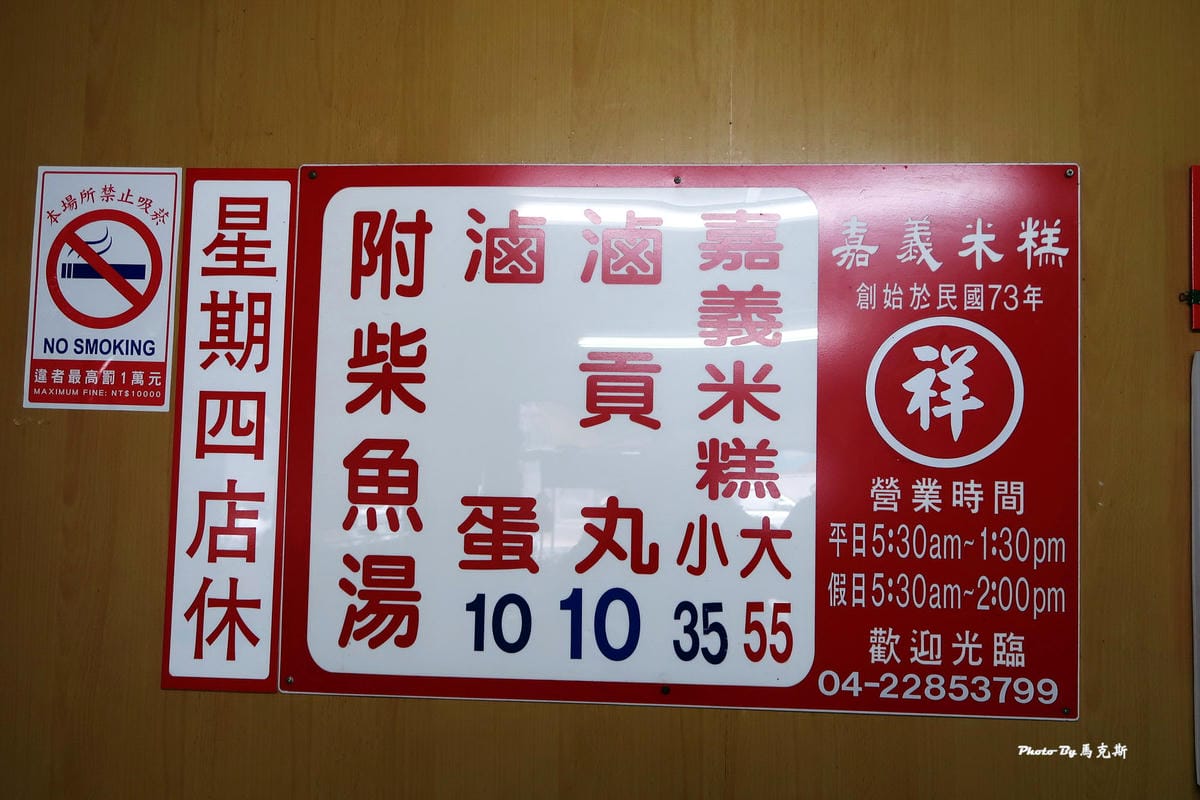 本場所禁止吸菸
NO SMOKING
違者最高罰1萬元
MAXIMUM FINE: NT$10000
星期四店休
嘉義米糕
創始於民國73年
祥
營業時間
平日5:30am~1:30pm
假日5:30am~2:00pm
歡迎光臨
04-22853799
嘉義米糕
大 55
小 35
滷貢丸 10
滷蛋 10
附柴魚湯
Photo By 馬克斯